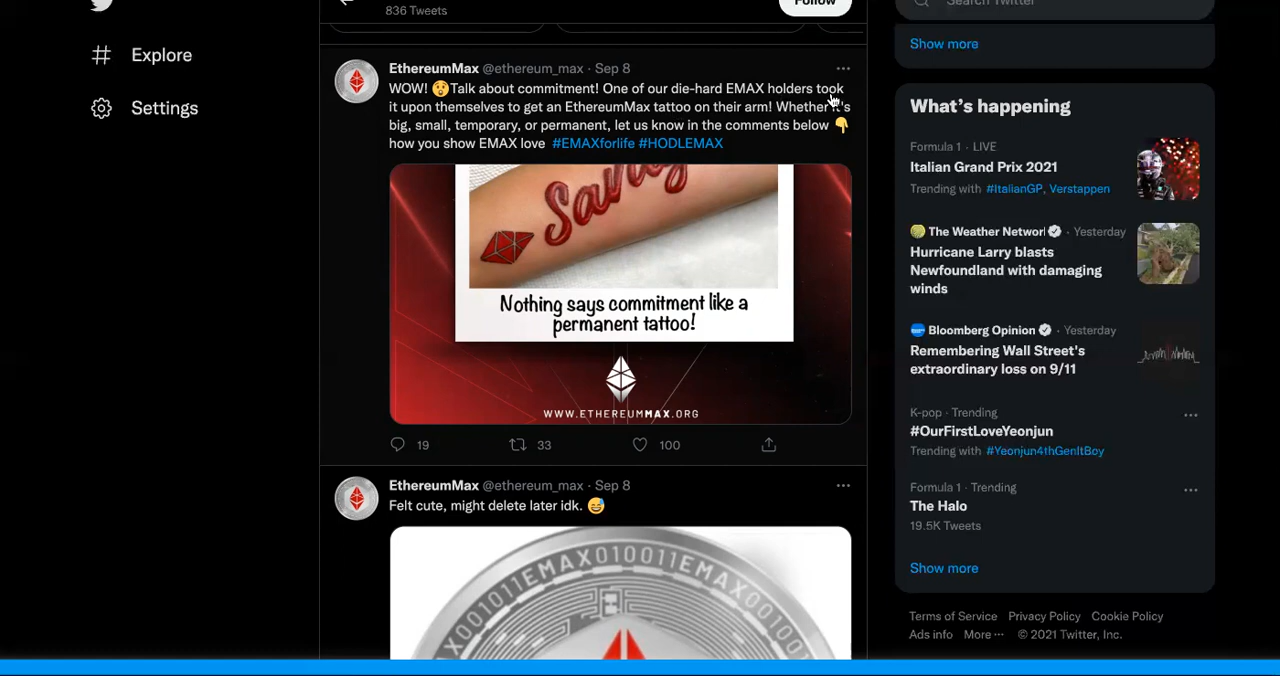 836 Tweets
Follow
Search Twitter
Show more
Explore
Settings
EthereumMax @ethereum_max · Sep 8
WOW! 😲Talk about commitment! One of our die-hard EMAX holders took
it upon themselves to get an EthereumMax tattoo on their arm! Whether it's
big, small, temporary, or permanent, let us know in the comments below 👇
how you show EMAX love #EMAXforlife #HODLEMAX
Nothing says commitment like a
permanent tattoo!
WWW.ETHEREUMMAX.ORG
19 33 100
EthereumMax @ethereum_max · Sep 8
Felt cute, might delete later idk. 😅
EMAX001011EMAX010011EMAX00101
What's happening
Formula 1 · LIVE
Italian Grand Prix 2021
Trending with #ItalianGP, Verstappen
The Weather Networ · Yesterday
Hurricane Larry blasts
Newfoundland with damaging
winds
Bloomberg Opinion · Yesterday
Remembering Wall Street's
extraordinary loss on 9/11
K-pop · Trending
#OurFirstLoveYeonjun
Trending with #Yeonjun4thGenItBoy
Formula 1 · Trending
The Halo
19.5K Tweets
Show more
Terms of Service Privacy Policy Cookie Policy
Ads info More ··· © 2021 Twitter, Inc.